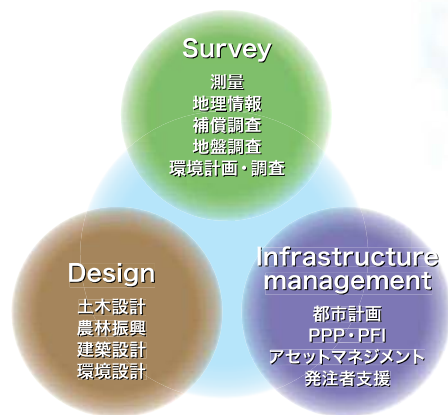 Survey
測量
地理情報
補償調査
地盤調査
環境計画・調査
Design
土木設計
農林振興
建築設計
環境設計
Infrastructure
management
都市計画
PPP・PFI
アセットマネジメント
発注者支援